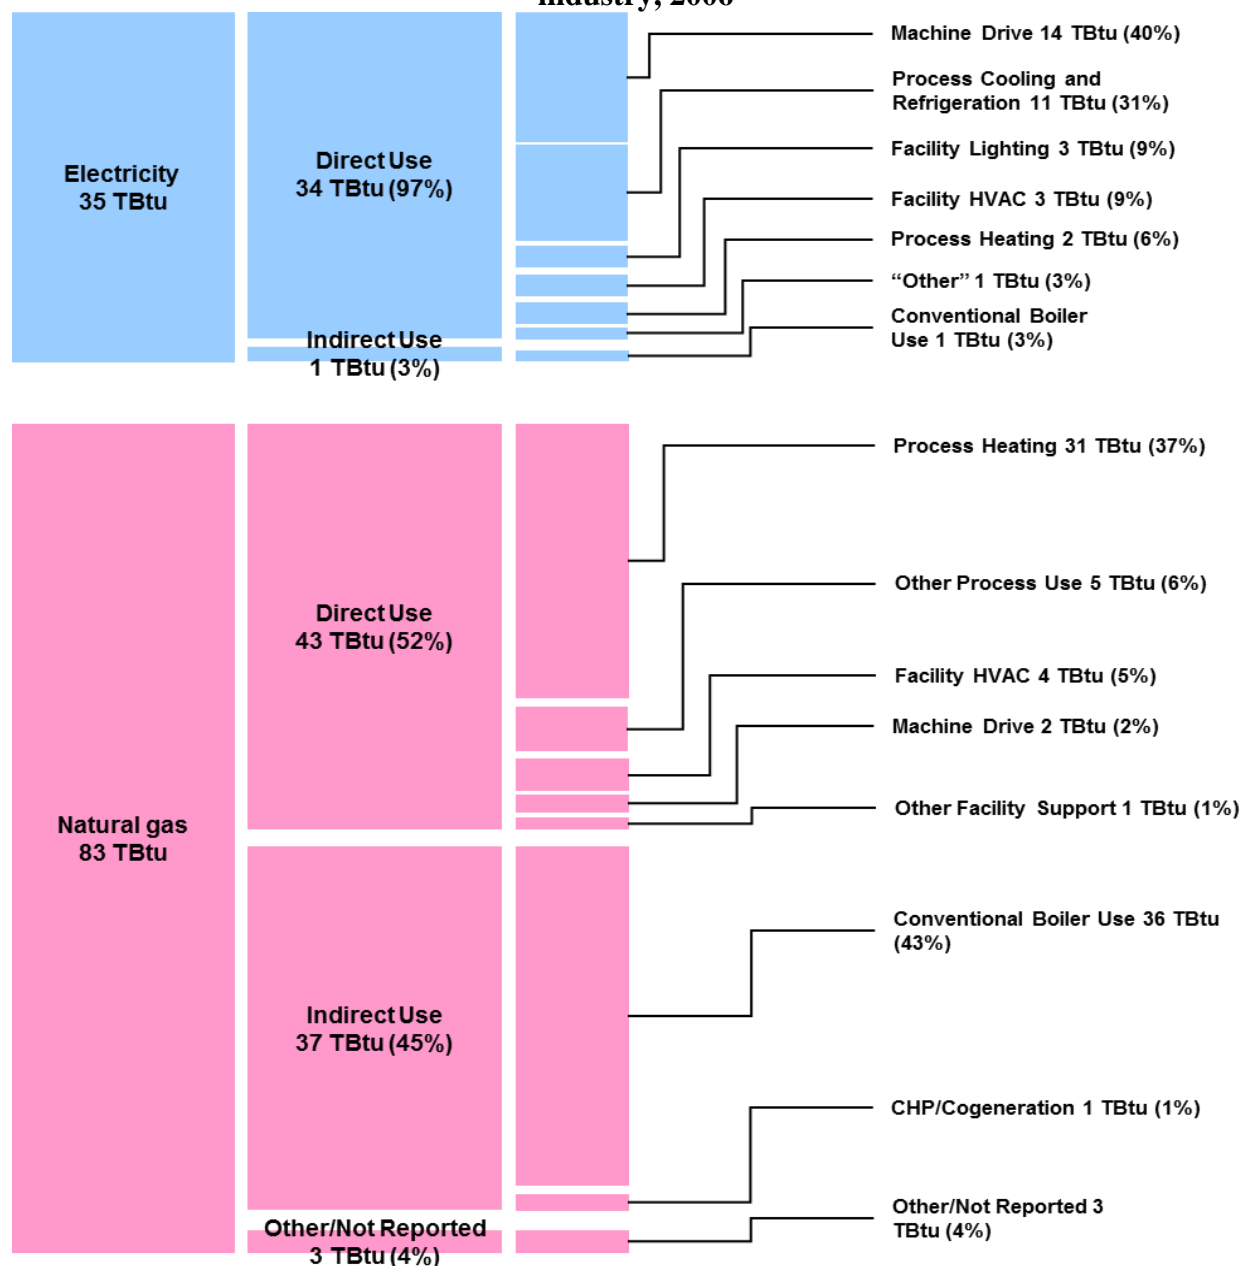 industry, 2006
Electricity
35 TBtu
Direct Use
34 TBtu (97%)
Indirect Use
1 TBtu (3%)
Machine Drive 14 TBtu (40%)
Process Cooling and
Refrigeration 11 TBtu (31%)
Facility Lighting 3 TBtu (9%)
Facility HVAC 3 TBtu (9%)
Process Heating 2 TBtu (6%)
“Other” 1 TBtu (3%)
Conventional Boiler
Use 1 TBtu (3%)
Natural gas
83 TBtu
Direct Use
43 TBtu (52%)
Indirect Use
37 TBtu (45%)
Other/Not Reported
3 TBtu (4%)
Process Heating 31 TBtu (37%)
Other Process Use 5 TBtu (6%)
Facility HVAC 4 TBtu (5%)
Machine Drive 2 TBtu (2%)
Other Facility Support 1 TBtu (1%)
Conventional Boiler Use 36 TBtu
(43%)
CHP/Cogeneration 1 TBtu (1%)
Other/Not Reported 3
TBtu (4%)